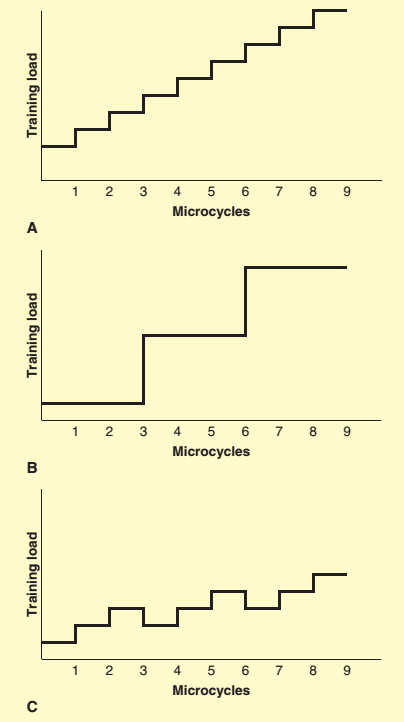 Training load
1 2 3 4 5 6 7 8 9
Microcycles
A
Training load
1 2 3 4 5 6 7 8 9
Microcycles
B
Training load
1 2 3 4 5 6 7 8 9
Microcycles
C